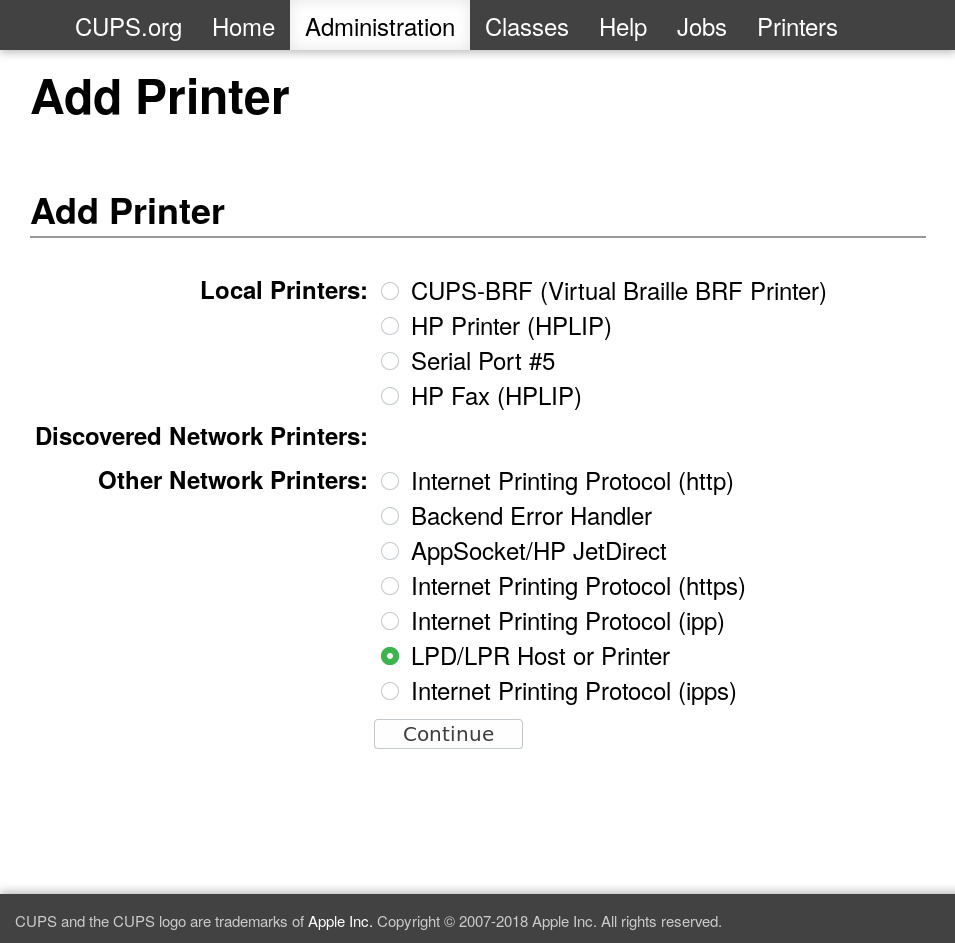 CUPS.org Home Administration Classes Help Jobs Printers
Add Printer
Add Printer
Local Printers: CUPS-BRF (Virtual Braille BRF Printer)
HP Printer (HPLIP)
Serial Port #5
HP Fax (HPLIP)
Discovered Network Printers:
Other Network Printers: Internet Printing Protocol (http)
Backend Error Handler
AppSocket/HP JetDirect
Internet Printing Protocol (https)
Internet Printing Protocol (ipp)
LPD/LPR Host or Printer
Internet Printing Protocol (ipps)
Continue
CUPS and the CUPS logo are trademarks of Apple Inc. Copyright © 2007-2018 Apple Inc. All rights reserved.